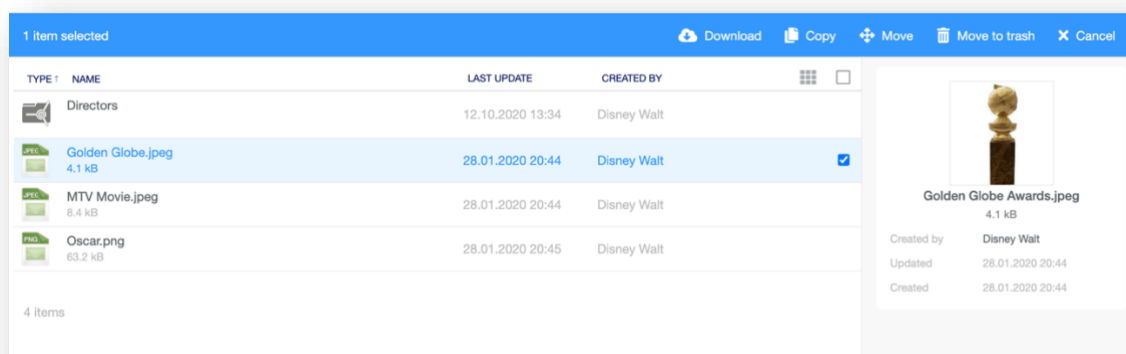 1 item selected
Download
Copy
Move
Move to trash
Cancel
TYPE↑ NAME LAST UPDATE CREATED BY
Directors 12.10.2020 13:34 Disney Walt
JPEG Golden Globe.jpeg 28.01.2020 20:44 Disney Walt
4.1 kB
JPEG MTV Movie.jpeg 28.01.2020 20:44 Disney Walt
8.4 kB
PNG Oscar.png 28.01.2020 20:45 Disney Walt
63.2 kB
4 items
Golden Globe Awards.jpeg
4.1 kB
Created by Disney Walt
Updated 28.01.2020 20:44
Created 28.01.2020 20:44